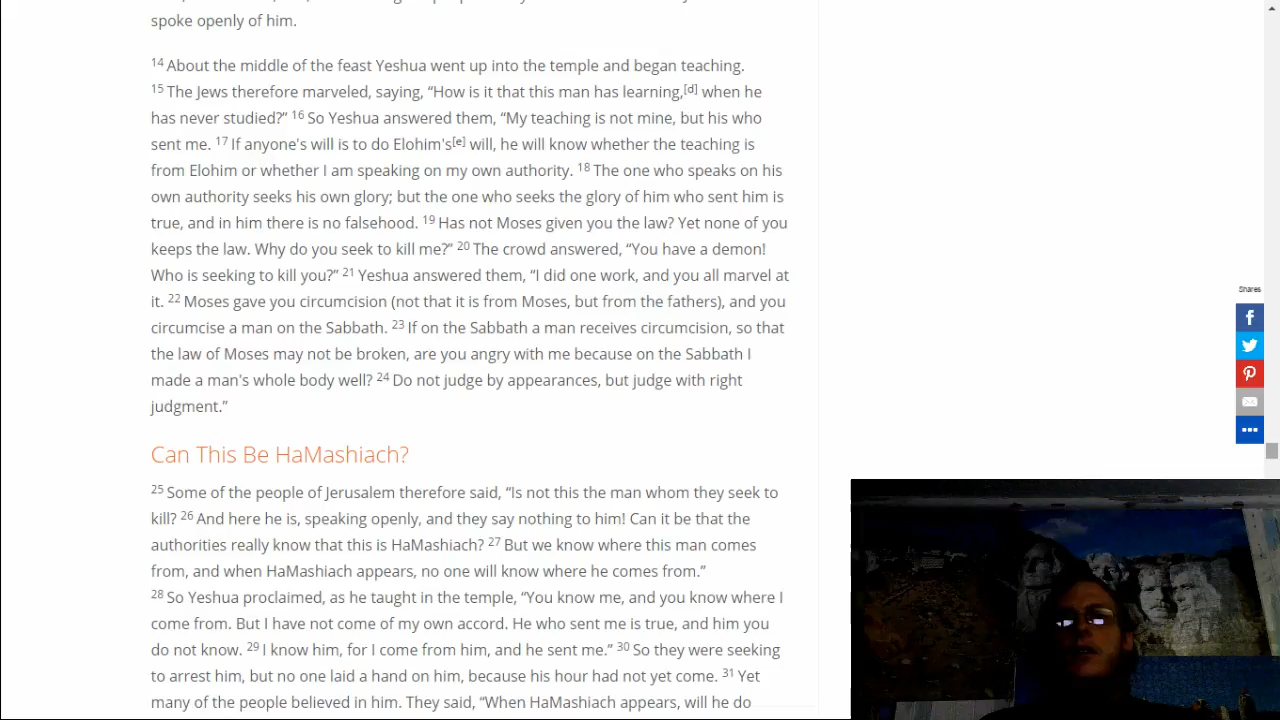 spoke openly of him.
14 About the middle of the feast Yeshua went up into the temple and began teaching.
15 The Jews therefore marveled, saying, “How is it that this man has learning,[d] when he
has never studied?” 16 So Yeshua answered them, “My teaching is not mine, but his who
sent me. 17 If anyone's will is to do Elohim's[e] will, he will know whether the teaching is
from Elohim or whether I am speaking on my own authority. 18 The one who speaks on his
own authority seeks his own glory; but the one who seeks the glory of him who sent him is
true, and in him there is no falsehood. 19 Has not Moses given you the law? Yet none of you
keeps the law. Why do you seek to kill me?” 20 The crowd answered, “You have a demon!
Who is seeking to kill you?” 21 Yeshua answered them, “I did one work, and you all marvel at
it. 22 Moses gave you circumcision (not that it is from Moses, but from the fathers), and you
circumcise a man on the Sabbath. 23 If on the Sabbath a man receives circumcision, so that
the law of Moses may not be broken, are you angry with me because on the Sabbath I
made a man's whole body well? 24 Do not judge by appearances, but judge with right
judgment.”
Can This Be HaMashiach?
25 Some of the people of Jerusalem therefore said, “Is not this the man whom they seek to
kill? 26 And here he is, speaking openly, and they say nothing to him! Can it be that the
authorities really know that this is HaMashiach? 27 But we know where this man comes
from, and when HaMashiach appears, no one will know where he comes from.”
28 So Yeshua proclaimed, as he taught in the temple, “You know me, and you know where I
come from. But I have not come of my own accord. He who sent me is true, and him you
do not know. 29 I know him, for I come from him, and he sent me.” 30 So they were seeking
to arrest him, but no one laid a hand on him, because his hour had not yet come. 31 Yet
many of the people believed in him. They said, “When HaMashiach appears, will he do
Shares